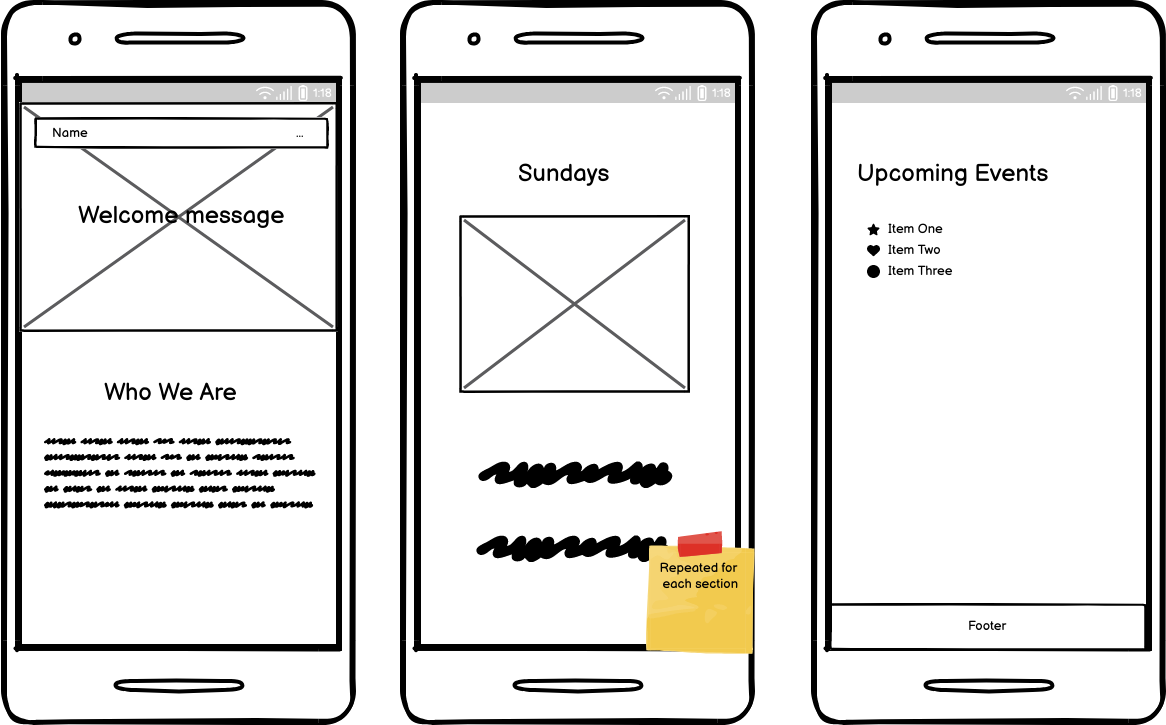 1:18
Name ...
Welcome message
Who We Are
1:18
Sundays
Repeated for
each section
1:18
Upcoming Events
Item One
Item Two
Item Three
Footer